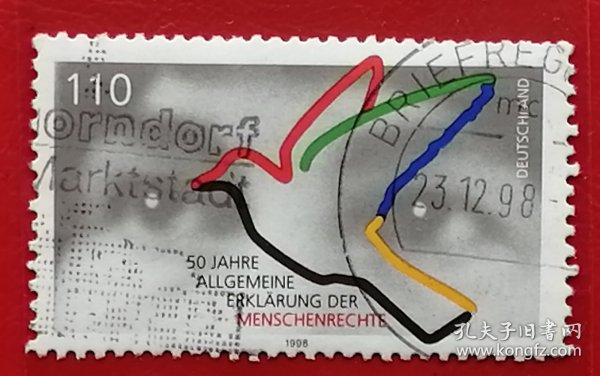 110
DEUTSCHLAND
BRIEFREG
orndorf
Marktstadt
23.12.98
50 JAHRE
ALLGEMEINE
ERKLÄRUNG DER
MENSCHENRECHTE
1998
孔夫子旧书网
www.kongfz.com